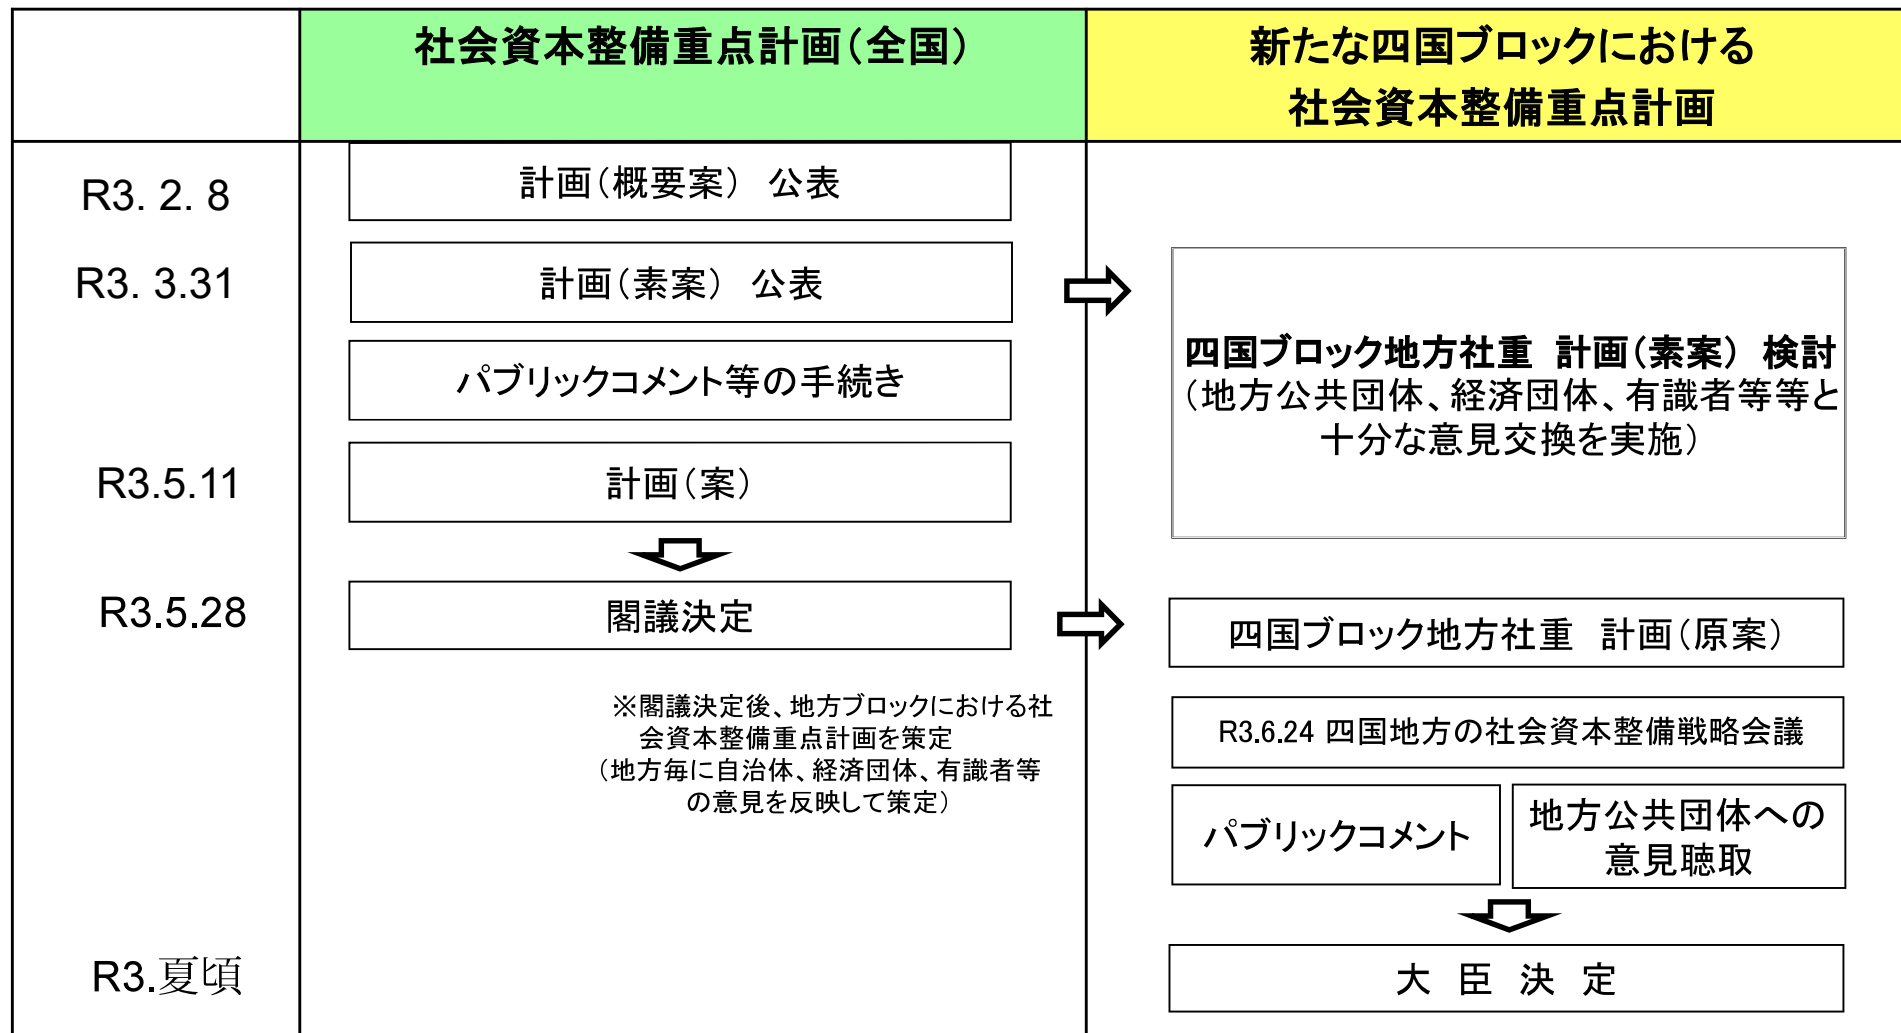 社会資本整備重点計画（全国）
新たな四国ブロックにおける
社会資本整備重点計画
R3. 2. 8
計画（概要案） 公表
R3. 3.31
計画（素案） 公表
四国ブロック地方社重 計画（素案） 検討
（地方公共団体、経済団体、有識者等等と
十分な意見交換を実施）
パブリックコメント等の手続き
R3.5.11
計画（案）
R3.5.28
閣議決定
四国ブロック地方社重 計画（原案）
※閣議決定後、地方ブロックにおける社
会資本整備重点計画を策定
（地方毎に自治体、経済団体、有識者等
の意見を反映して策定）
R3.6.24 四国地方の社会資本整備戦略会議
パブリックコメント
地方公共団体への
意見聴取
R3.夏頃
大 臣 決 定